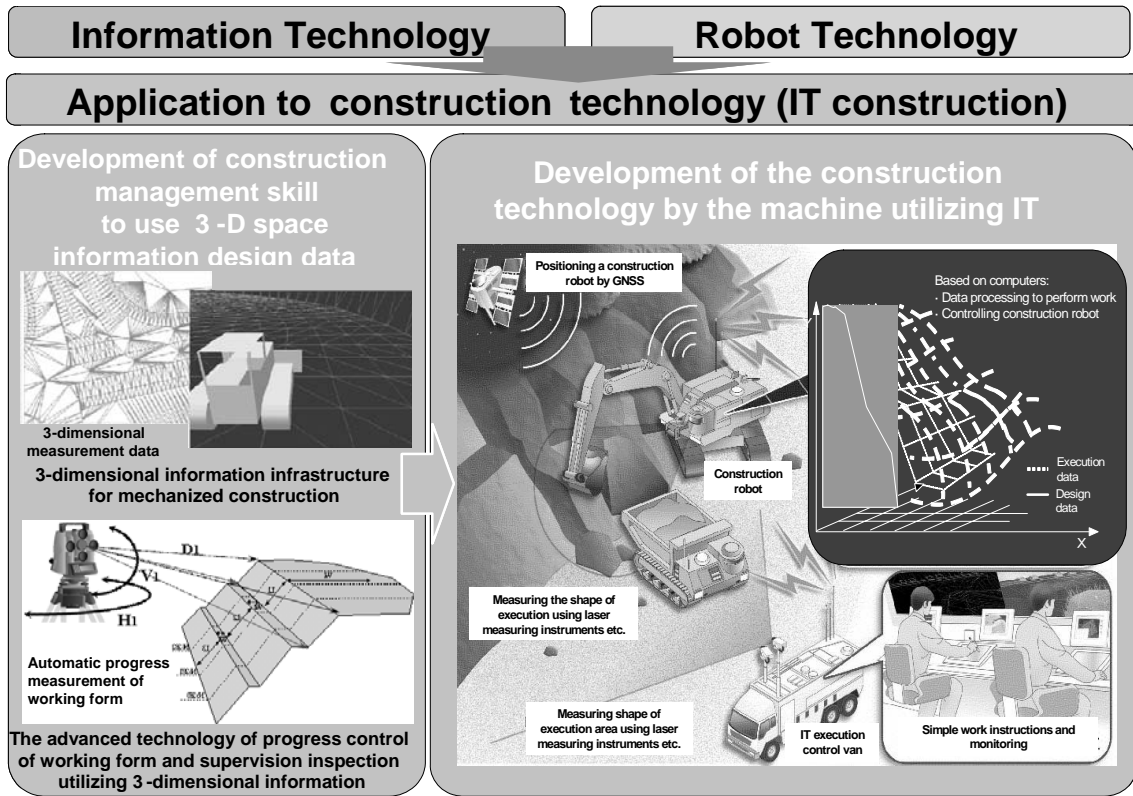 Information Technology
Robot Technology
Application to construction technology (IT construction)
Development of construction
management skill
to use 3 -D space
information design data
3-dimensional
measurement data
3-dimensional information infrastructure
for mechanized construction
D1
V1
H1
Automatic progress
measurement of
working form
The advanced technology of progress control
of working form and supervision inspection
utilizing 3 -dimensional information
Development of the construction
technology by the machine utilizing IT
Positioning a construction
robot by GNSS
Based on computers:
· Data processing to perform work
· Controlling construction robot
Execution
data
Design
data
X
Construction
robot
Measuring the shape of
execution using laser
measuring instruments etc.
Measuring shape of
execution area using laser
measuring instruments etc.
IT execution
control van
Simple work instructions and
monitoring